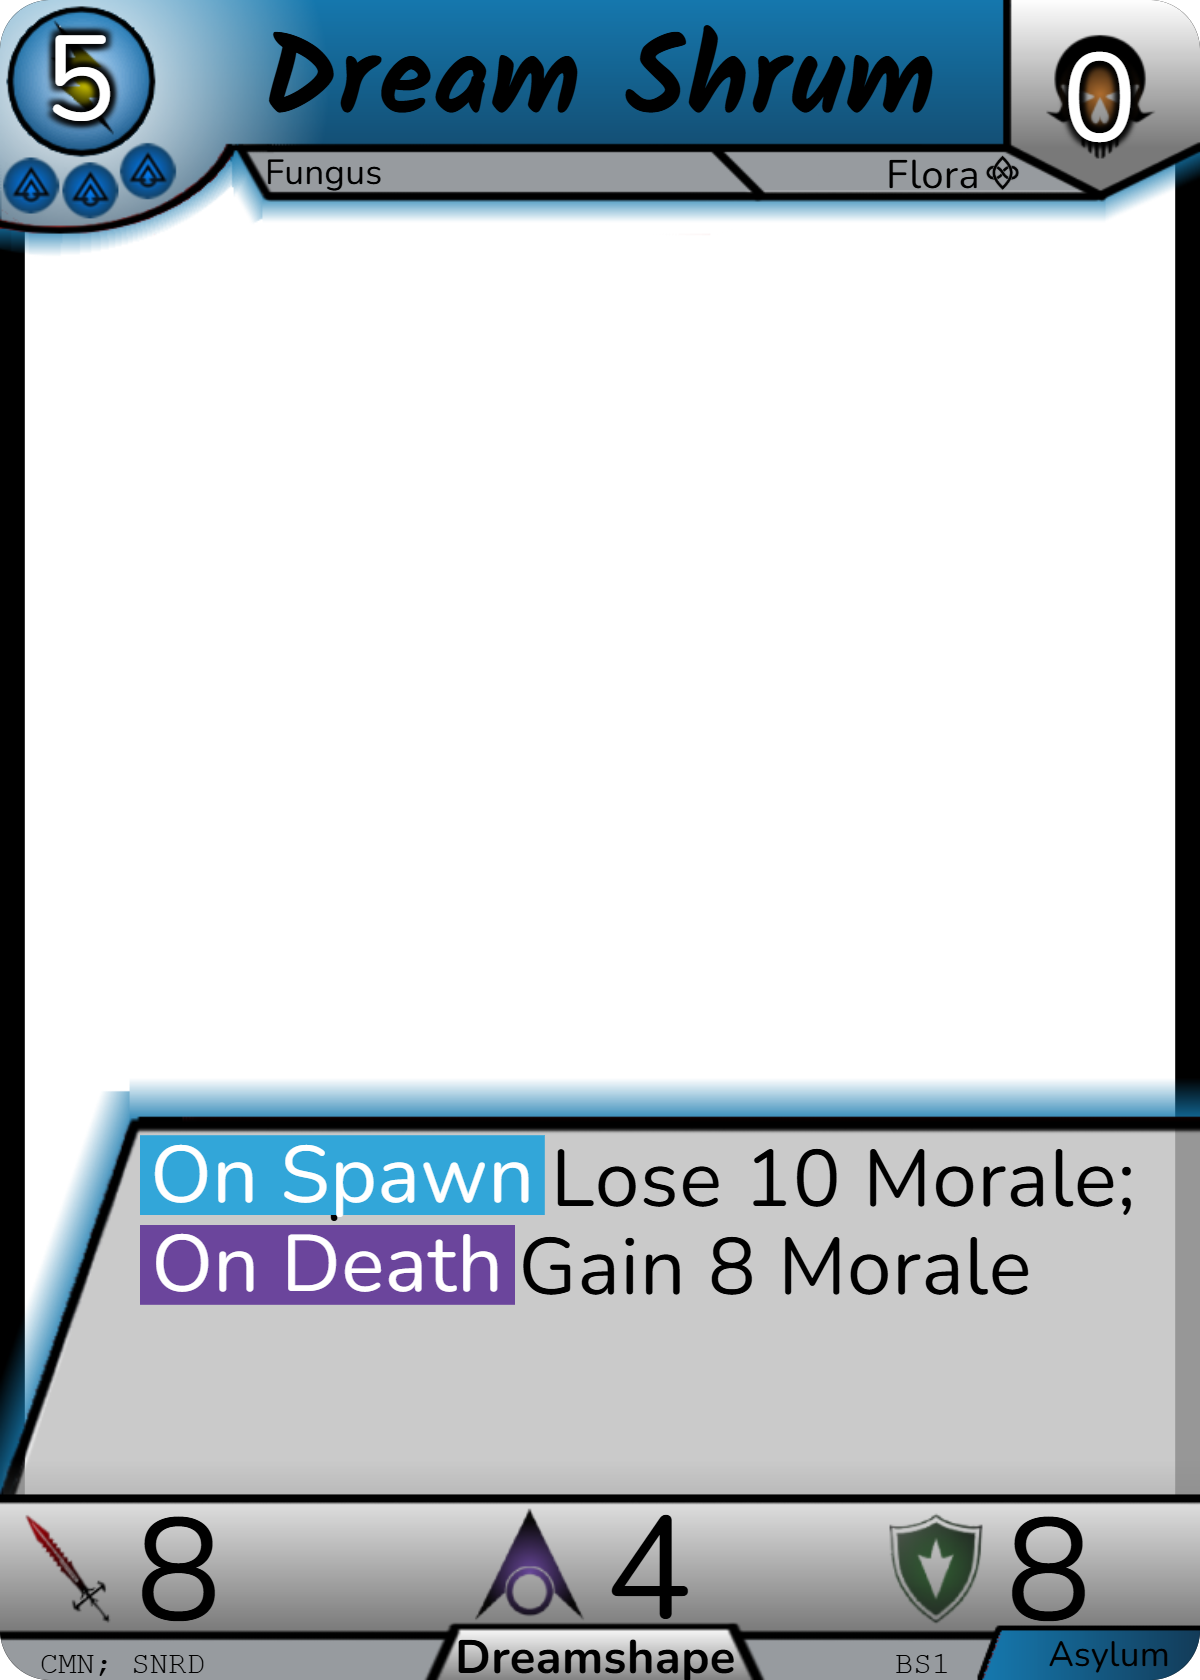 5
Dream Shrum
0
Fungus
Flora
On Spawn Lose 10 Morale;
On Death Gain 8 Morale
8
4
8
CMN; SNRD
Dreamshape
BS1
Asylum